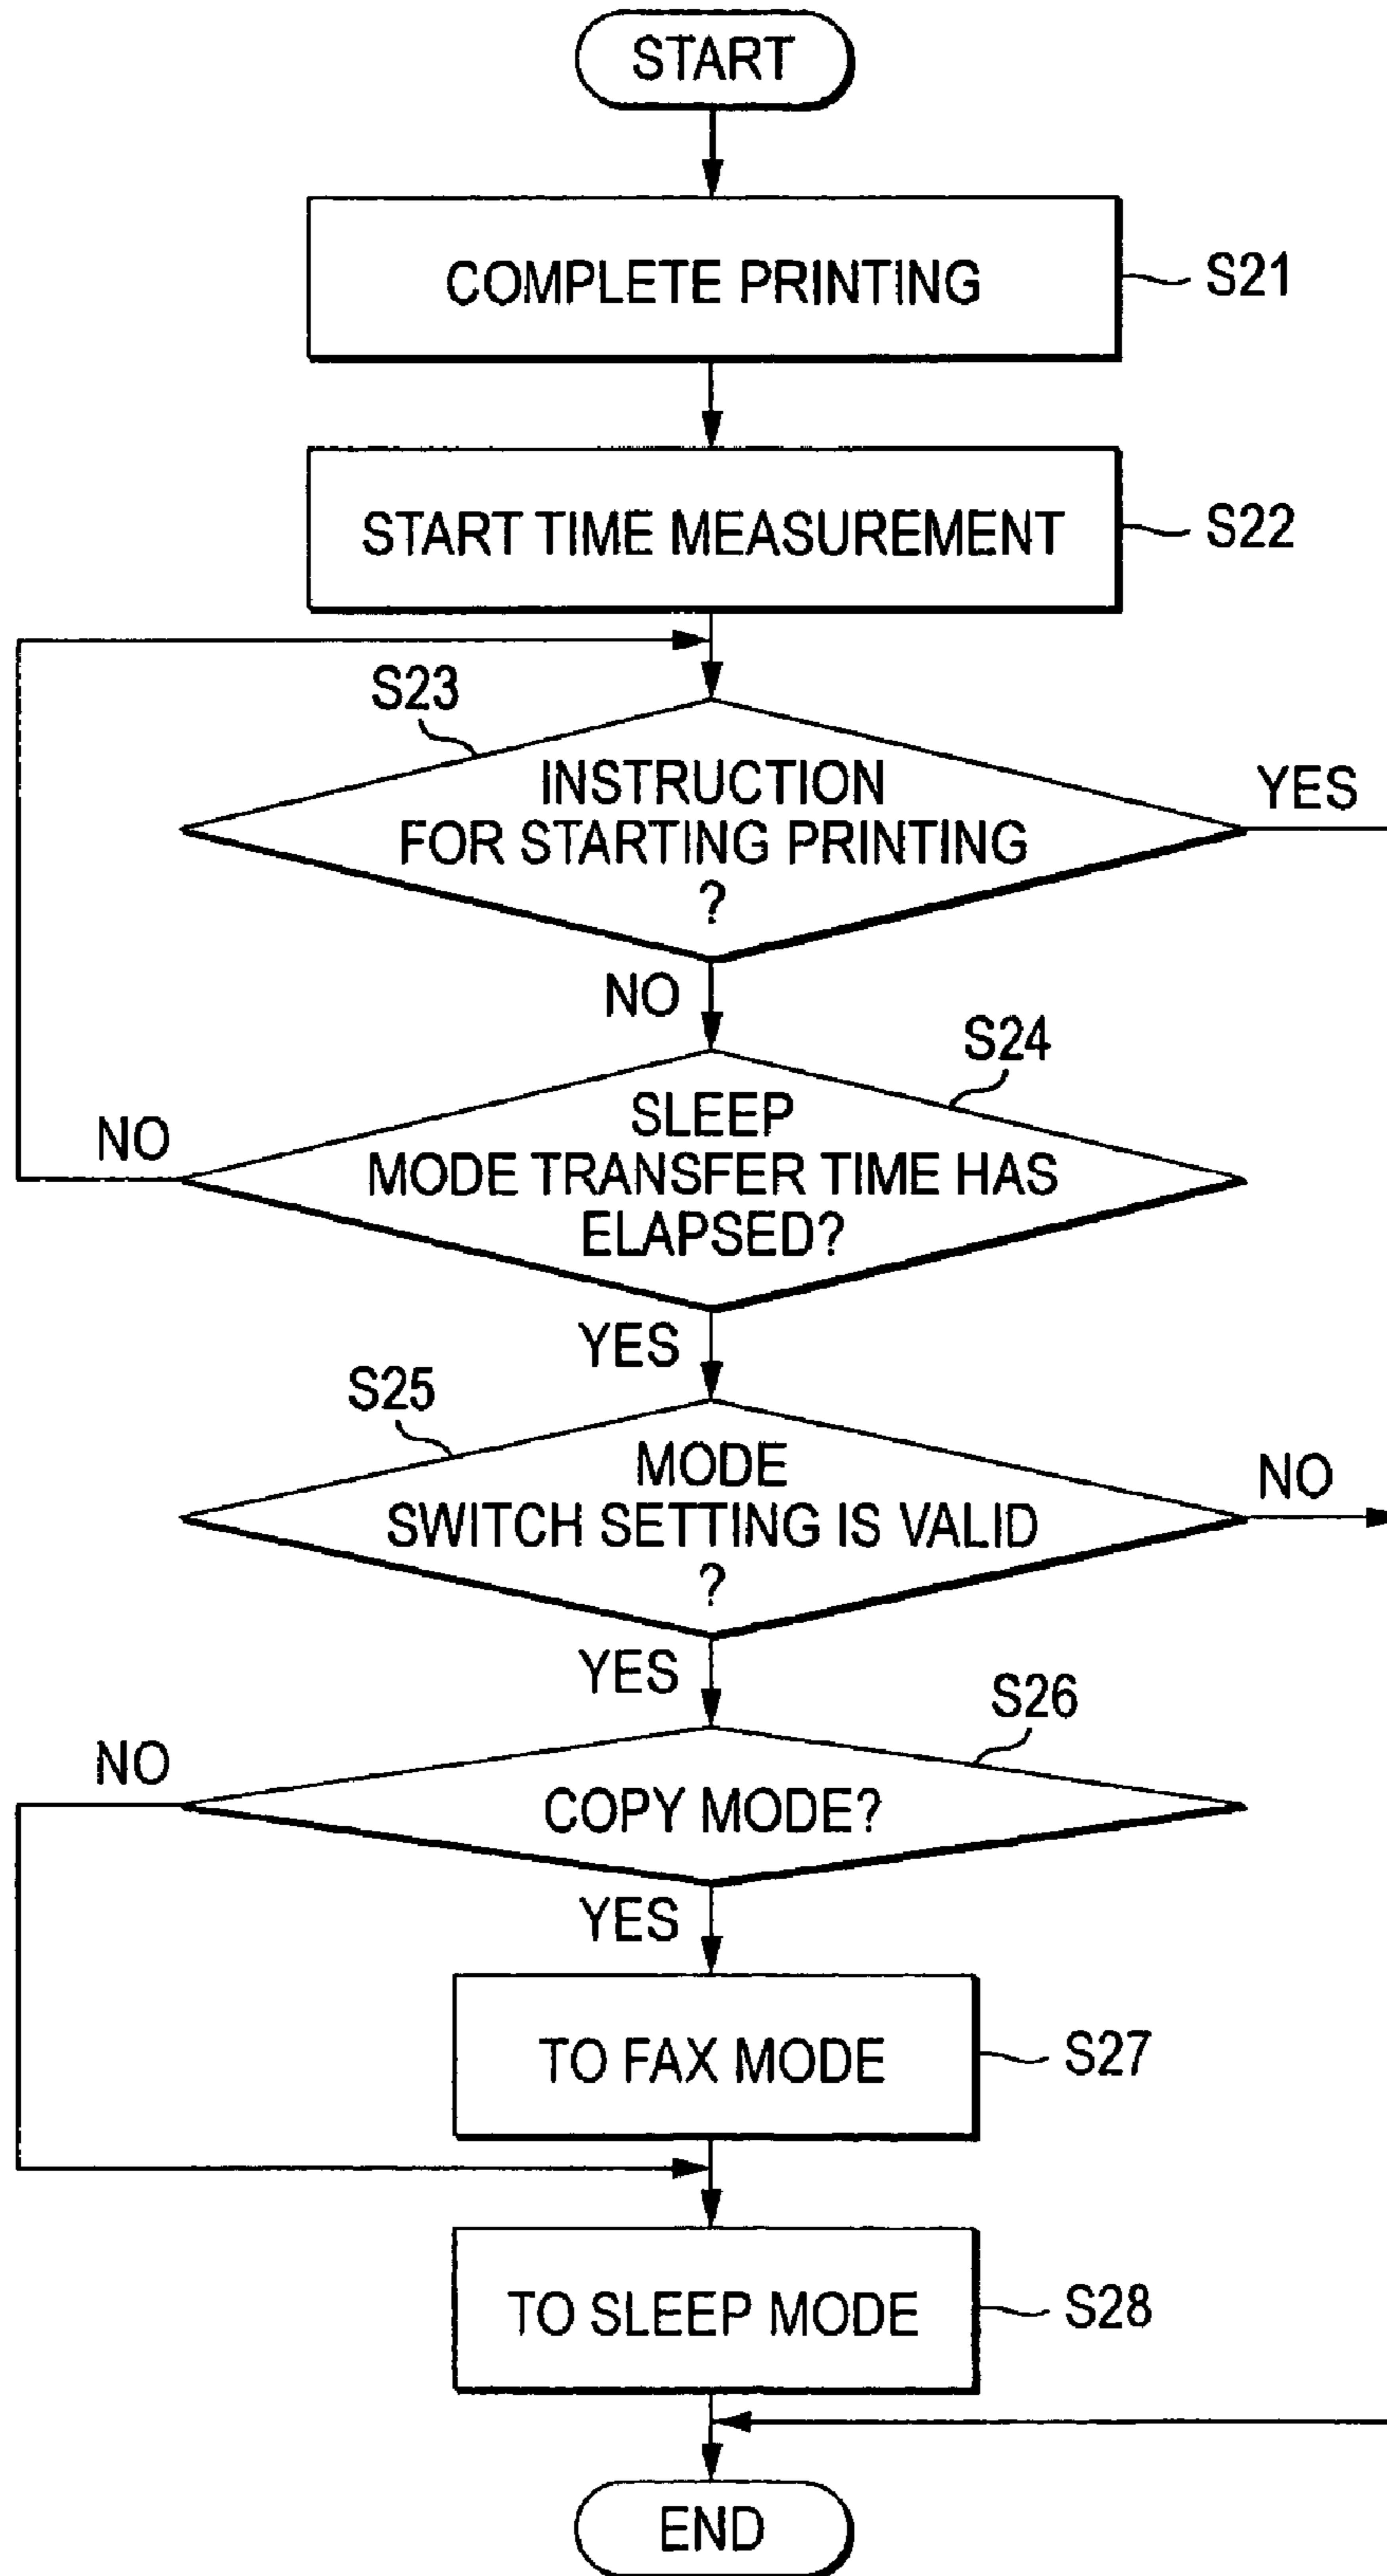 START
COMPLETE PRINTING
S21
START TIME MEASUREMENT
S22
S23
INSTRUCTION
FOR STARTING PRINTING
?
YES
NO
S24
SLEEP
MODE TRANSFER TIME HAS
ELAPSED?
NO
YES
S25
MODE
SWITCH SETTING IS VALID
?
NO
YES
S26
COPY MODE?
NO
YES
TO FAX MODE
S27
TO SLEEP MODE
S28
END